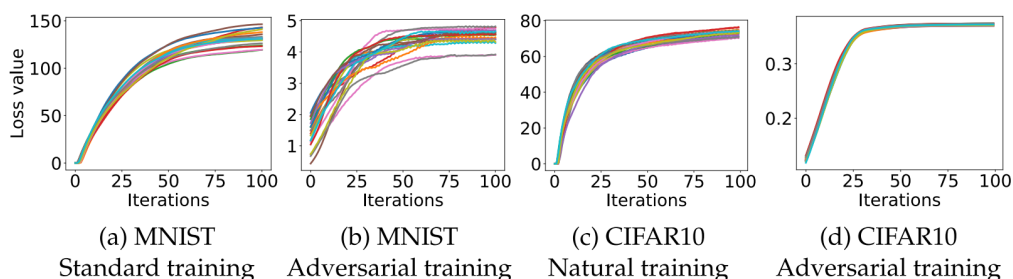 Loss value
150
100
50
0
0 25 50 75 100
Iterations
5
4
3
2
1
0 25 50 75 100
Iterations
80
60
40
20
0
0 25 50 75 100
Iterations
0.3
0.2
0 25 50 75 100
Iterations
(a) MNIST
Standard training
(b) MNIST
Adversarial training
(c) CIFAR10
Natural training
(d) CIFAR10
Adversarial training